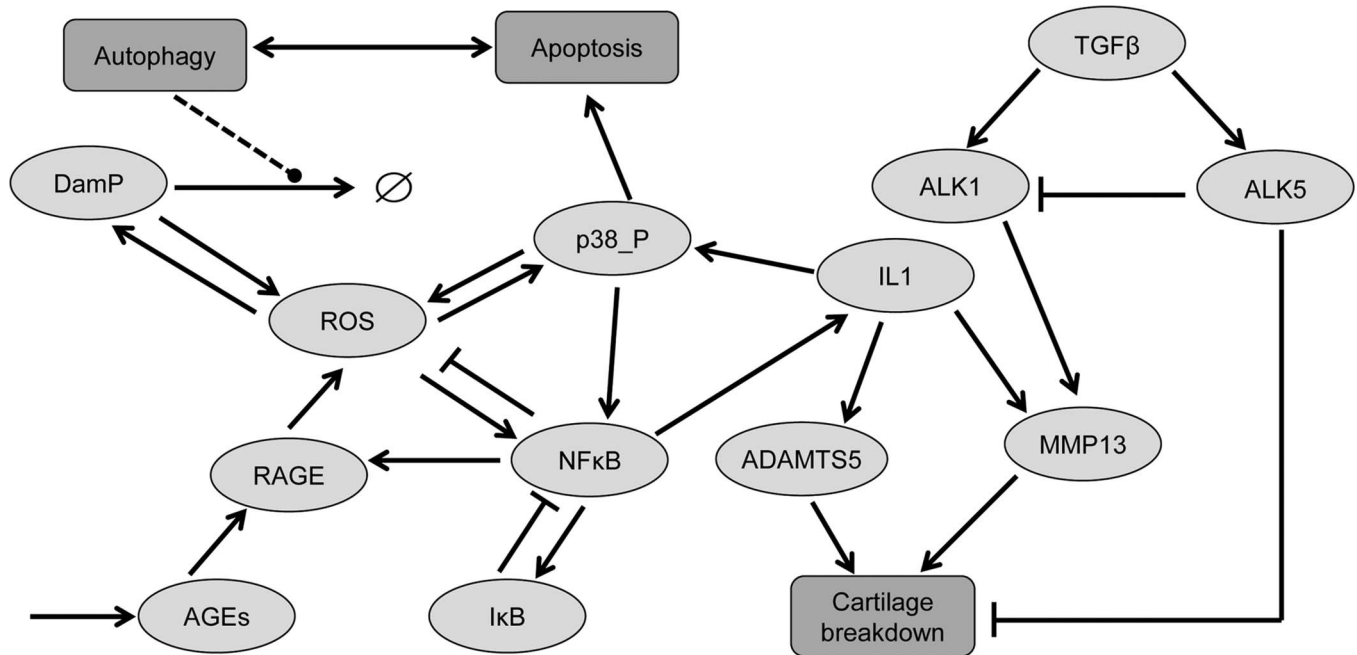 Autophagy
Apoptosis
TGFβ
DamP
∅
ALK1
ALK5
p38_P
IL1
ROS
RAGE
NFκB
ADAMTS5
MMP13
AGEs
IκB
Cartilage
breakdown